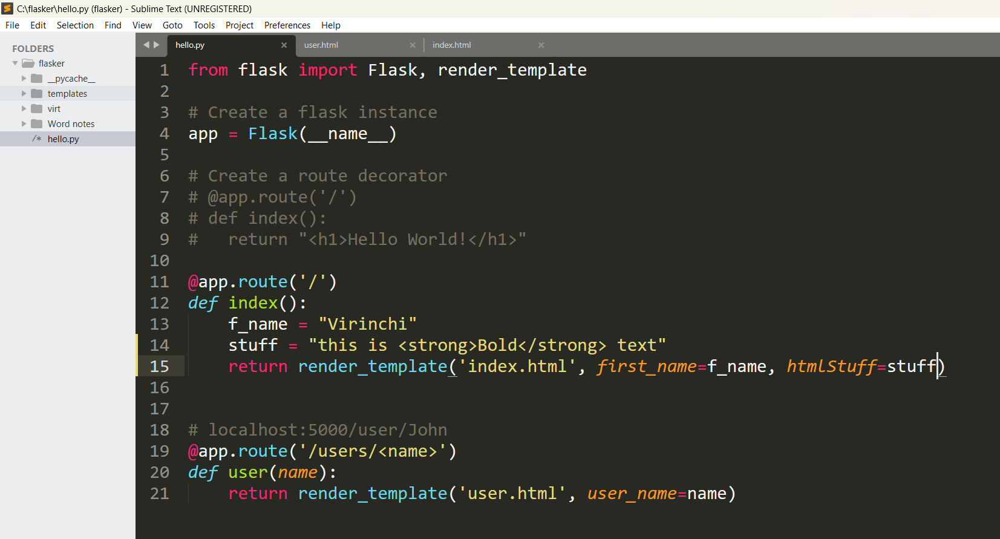 C:\flasker\hello.py (flasker) - Sublime Text (UNREGISTERED)
File Edit Selection Find View Goto Tools Project Preferences Help
FOLDERS
flasker
__pycache__
templates
virt
Word notes
/* hello.py
hello.py × user.html × index.html ×
1 from flask import Flask, render_template
2
3 # Create a flask instance
4 app = Flask(__name__)
5
6 # Create a route decorator
7 # @app.route('/')
8 # def index():
9 #   return "<h1>Hello World!</h1>"
10
11 @app.route('/')
12 def index():
13     f_name = "Virinchi"
14     stuff = "this is <strong>Bold</strong> text"
15     return render_template('index.html', first_name=f_name, htmlStuff=stuff)
16
17
18 # localhost:5000/user/John
19 @app.route('/users/<name>')
20 def user(name):
21     return render_template('user.html', user_name=name)